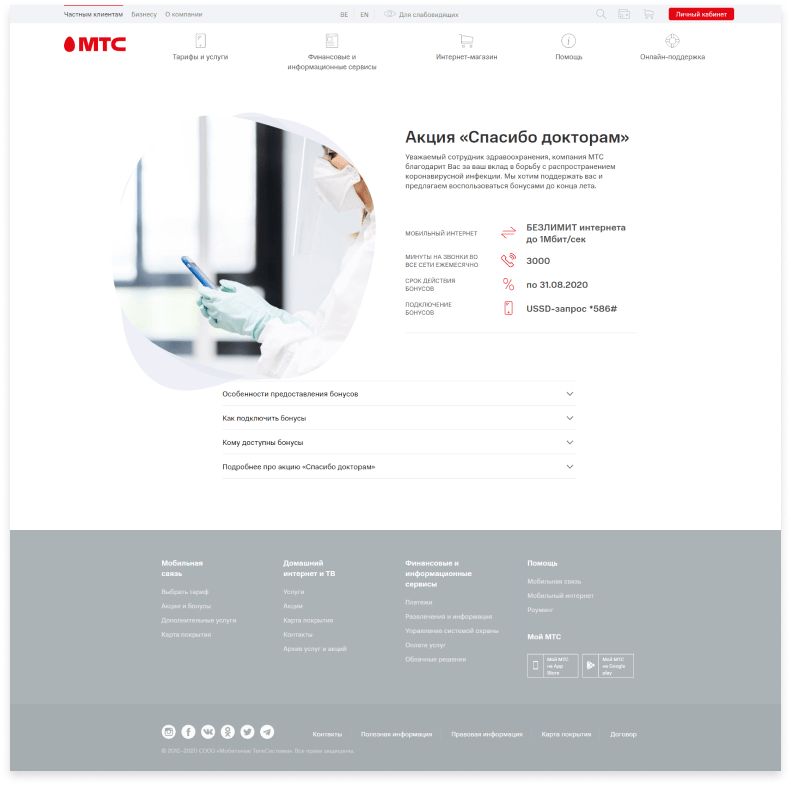 Частным клиентам Бизнесу О компании BE EN Для слабовидящих Личный кабинет
МТС
Тарифы и услуги
Финансовые и
информационные сервисы
Интернет-магазин
Помощь
Онлайн-поддержка
Акция «Спасибо докторам»
Уважаемый сотрудник здравоохранения, компания МТС
благодарит Вас за ваш вклад в борьбу с распространением
коронавирусной инфекции. Мы хотим поддержать вас и
предлагаем воспользоваться бонусами до конца лета.
МОБИЛЬНЫЙ ИНТЕРНЕТ
БЕЗЛИМИТ интернета
до 1Мбит/сек
МИНУТЫ НА ЗВОНКИ ВО
ВСЕ СЕТИ ЕЖЕМЕСЯЧНО
3000
СРОК ДЕЙСТВИЯ
БОНУСОВ
по 31.08.2020
ПОДКЛЮЧЕНИЕ
БОНУСОВ
USSD-запрос *586#
Особенности предоставления бонусов
Как подключить бонусы
Кому доступны бонусы
Подробнее про акцию «Спасибо докторам»
Мобильная
связь
Выбрать тариф
Акции и бонусы
Дополнительные услуги
Карта покрытия
Домашний
интернет и ТВ
Услуги
Акции
Карта покрытия
Контакты
Архив услуг и акций
Финансовые и
информационные
сервисы
Платежи
Развлечения и информация
Управление системой охраны
Оплата услуг
Облачные решения
Помощь
Мобильная связь
Мобильный интернет
Роуминг
Мой МТС
Мой МТС
на App
Store
Мой МТС
на Google
play
Контакты Полезная информация Правовая информация Карта покрытия Договор
© 2010-2020 СООО «Мобильные ТелеСистемы». Все права защищены.